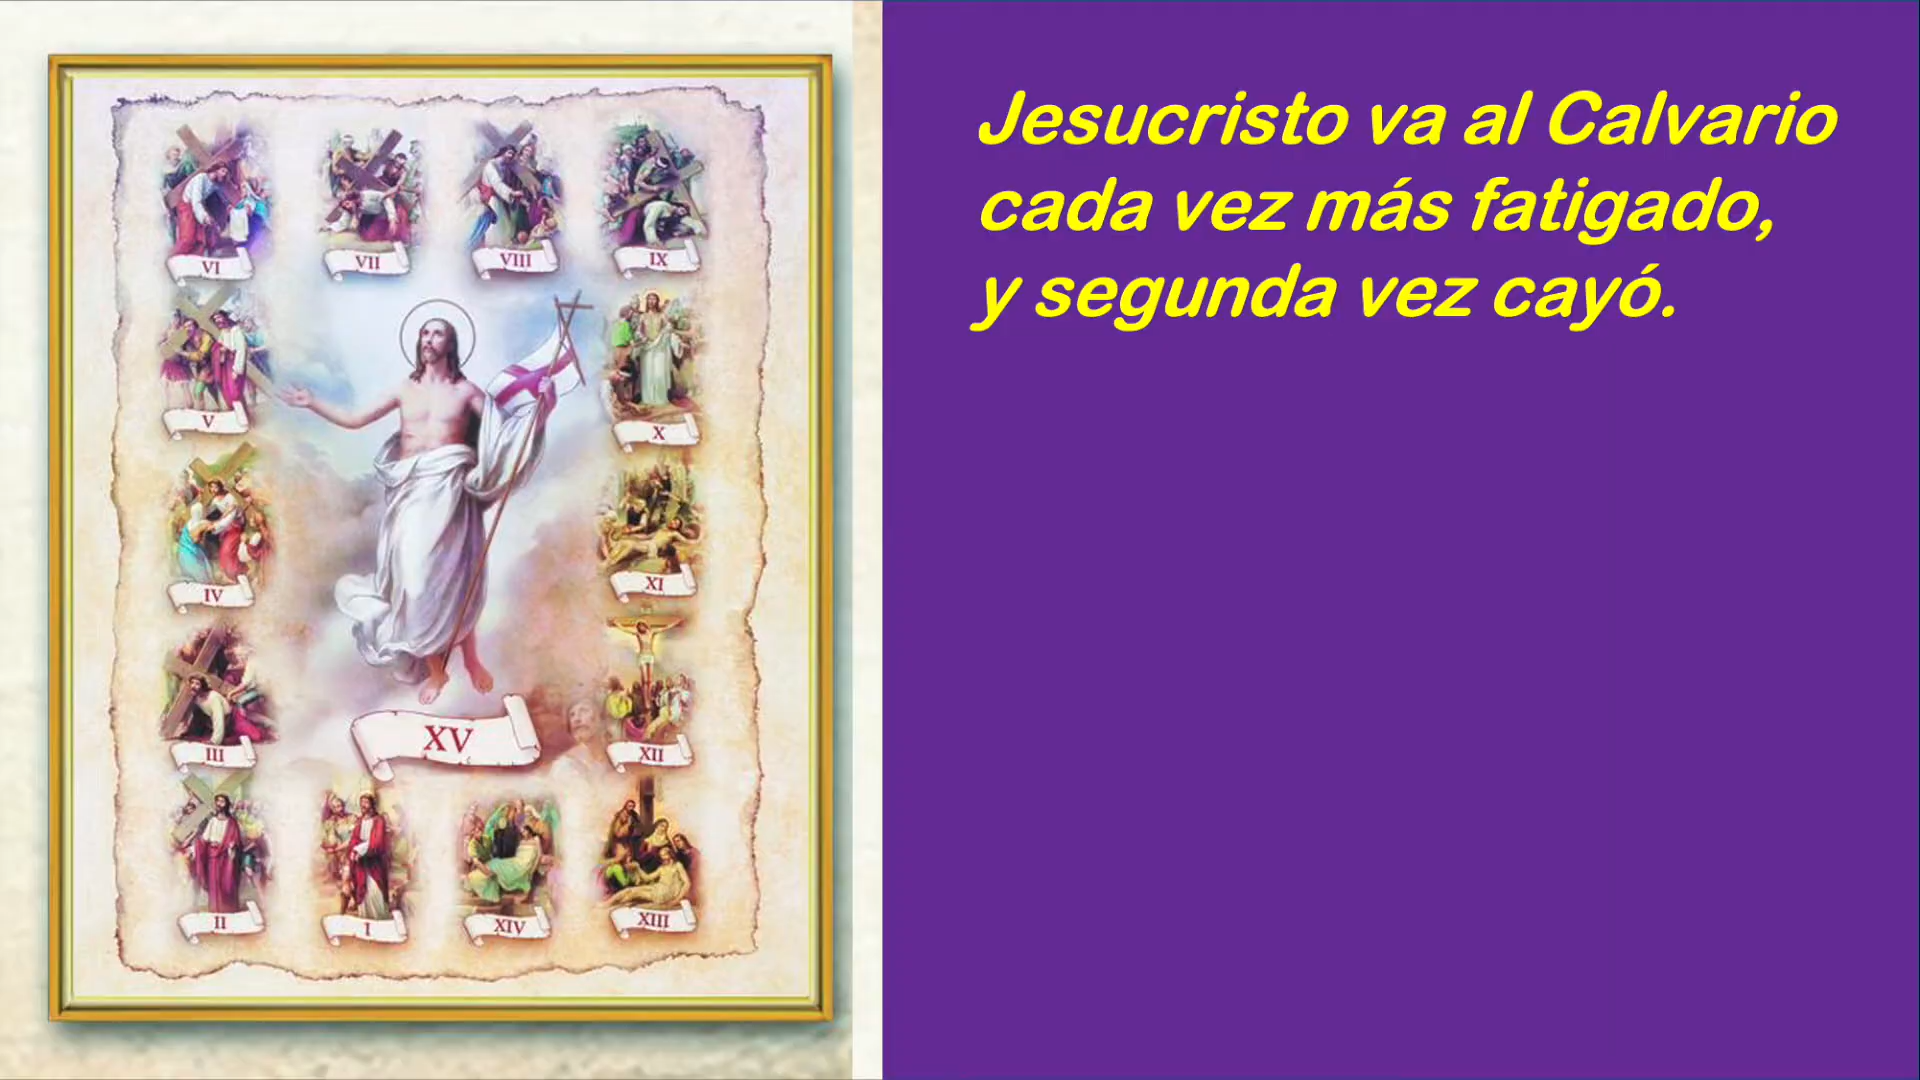 Jesucristo va al Calvario
cada vez más fatigado,
y segunda vez cayó.
VI
VII
VIII
IX
V
X
IV
XI
III
XV
XII
II
I
XIV
XIII